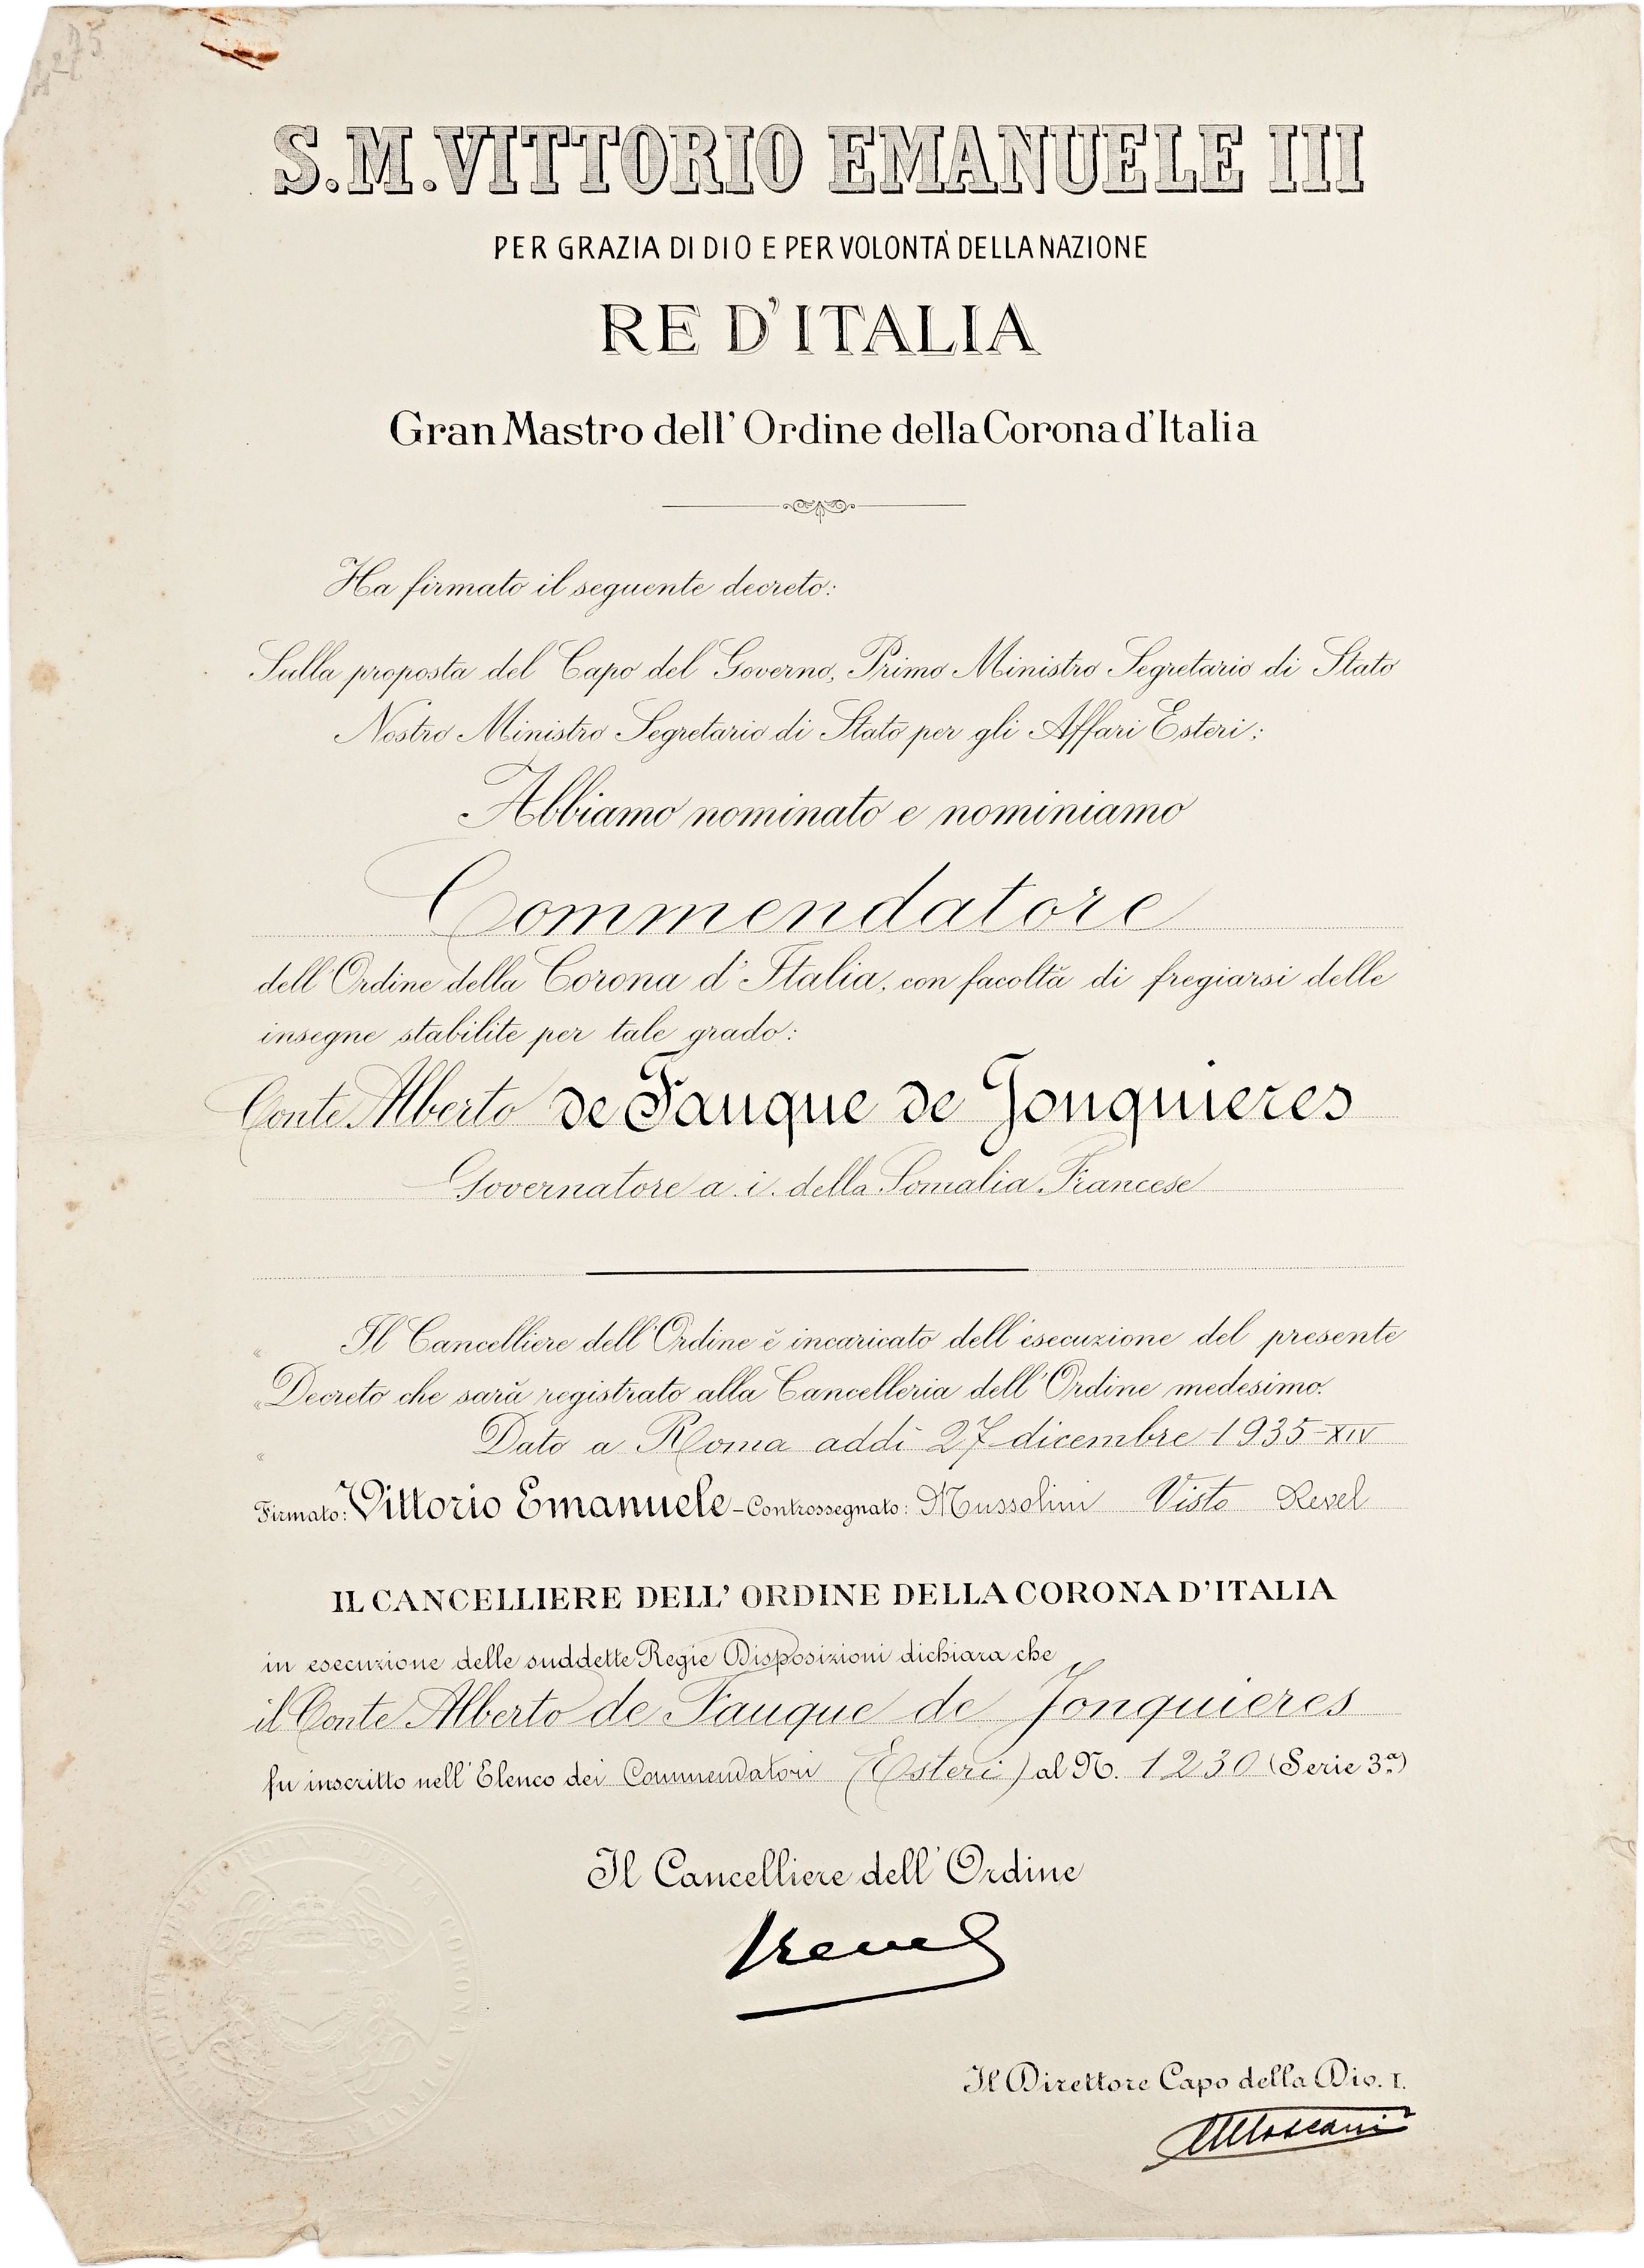 275
S.M. VITTORIO EMANUELE III
PER GRAZIA DI DIO E PER VOLONTÀ DELLA NAZIONE
RE D'ITALIA
Gran Mastro dell' Ordine della Corona d'Italia
Ha firmato il seguente decreto:
Sulla proposta del Capo del Governo, Primo Ministro Segretario di Stato
Nostro Ministro Segretario di Stato per gli Affari Esteri;
Abbiamo nominato e nominiamo
Commendatore
dell'Ordine della Corona d'Italia, con facoltà di fregiarsi delle
insegne stabilite per tale grado:
Conte Alberto de Fauque de Jonquieres
Governatore a. i. della Somalia Francese
« Il Cancelliere dell'Ordine è incaricato dell'esecuzione del presente
« Decreto che sarà registrato alla Cancelleria dell'Ordine medesimo.
« Dato a Roma addì 27 dicembre 1935-XIV
Firmato: Vittorio Emanuele - Controssegnato: Mussolini Visto Revel
IL CANCELLIERE DELL' ORDINE DELLA CORONA D'ITALIA
in esecuzione delle suddette Regie Disposizioni dichiara che
il Conte Alberto de Fauque de Jonquieres
fu inscritto nell'Elenco dei Commendatori (Esteri) al N. 1230 (Serie 3ª)
Il Cancelliere dell'Ordine
Revel
Il Direttore Capo della Div. I.